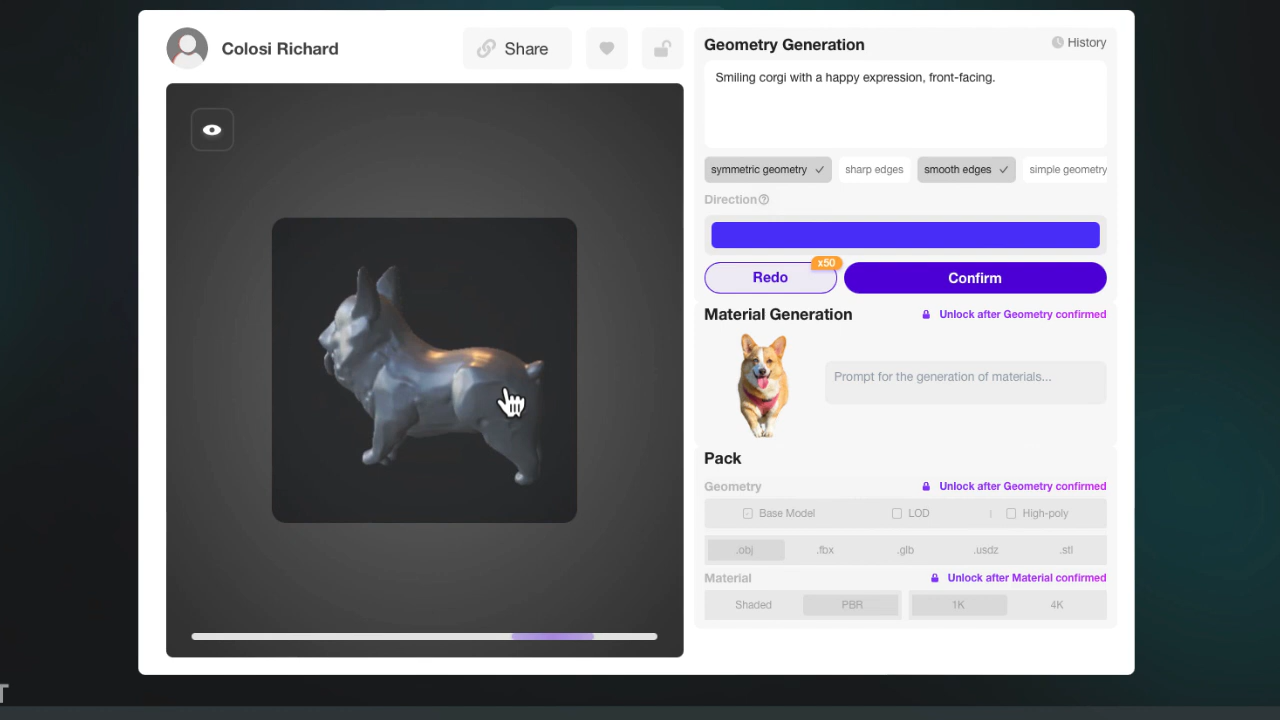 Colosi Richard
Share
Geometry Generation
History
Smiling corgi with a happy expression, front-facing.
symmetric geometry
sharp edges
smooth edges
simple geometry
Direction
x50
Redo
Confirm
Material Generation
Unlock after Geometry confirmed
Prompt for the generation of materials...
Pack
Geometry
Unlock after Geometry confirmed
Base Model
LOD
High-poly
.obj
.fbx
.glb
.usdz
.stl
Material
Unlock after Material confirmed
Shaded
PBR
1K
4K
T